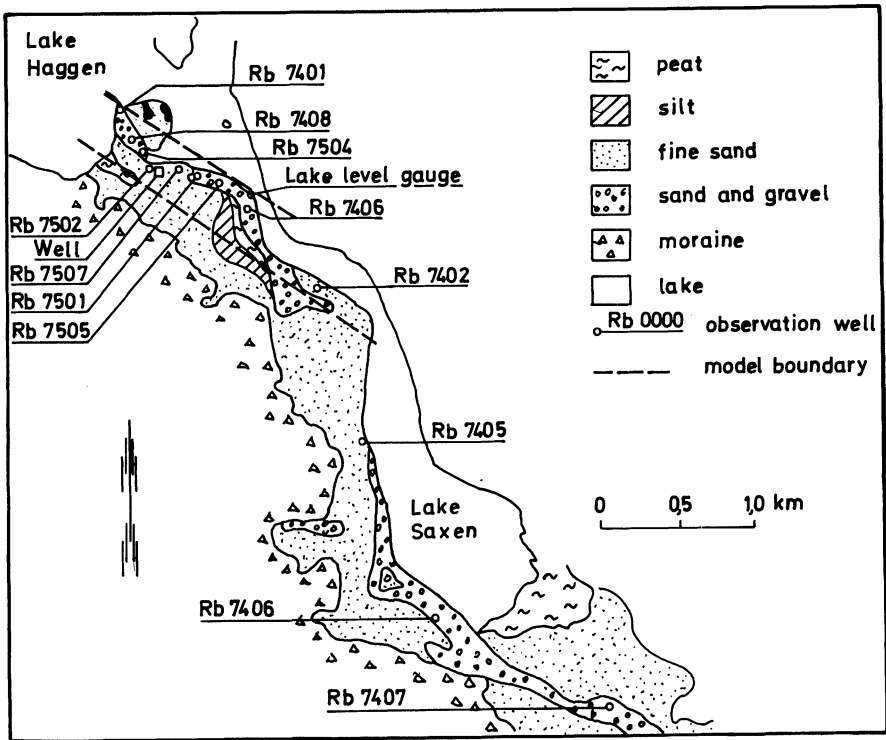 Lake
Haggen
Rb 7401
Rb 7408
Rb 7504
Lake level gauge
Rb 7406
Rb 7502
Well
Rb 7507
Rb 7501
Rb 7505
Rb 7402
Rb 7405
Lake
Saxen
Rb 7406
Rb 7407
peat
silt
fine sand
sand and gravel
moraine
lake
Rb 0000 observation well
model boundary
0 0,5 1,0 km